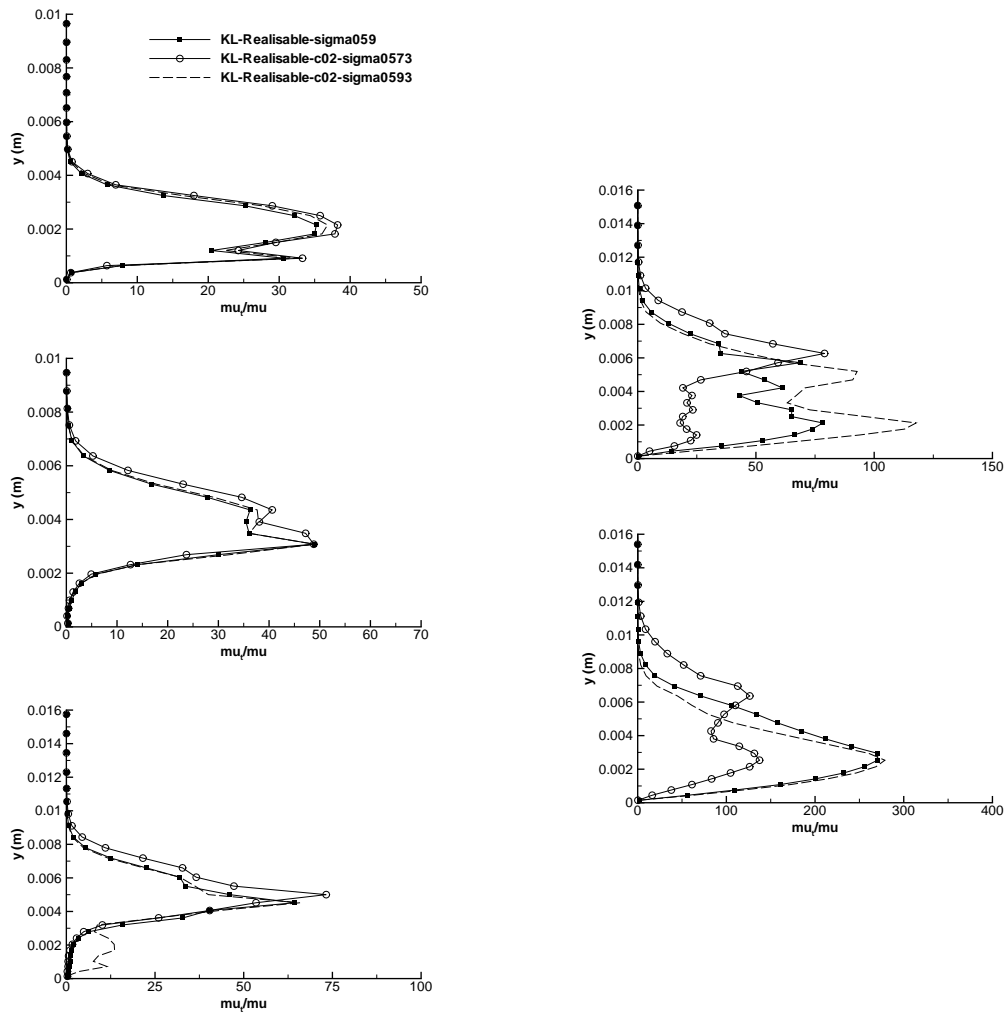 0.01
0.008
0.006
0.004
0.002
0
y (m)
KL-Realisable-sigma059
KL-Realisable-c02-sigma0573
KL-Realisable-c02-sigma0593
0 10 20 30 40 50
mut/mu
0.01
0.008
0.006
0.004
0.002
0
y (m)
0 10 20 30 40 50 60 70
mut/mu
0.016
0.014
0.012
0.01
0.008
0.006
0.004
0.002
0
y (m)
0 25 50 75 100
mut/mu
0.016
0.014
0.012
0.01
0.008
0.006
0.004
0.002
0
y (m)
0 50 100 150
mut/mu
0.016
0.014
0.012
0.01
0.008
0.006
0.004
0.002
0
y (m)
0 100 200 300 400
mut/mu